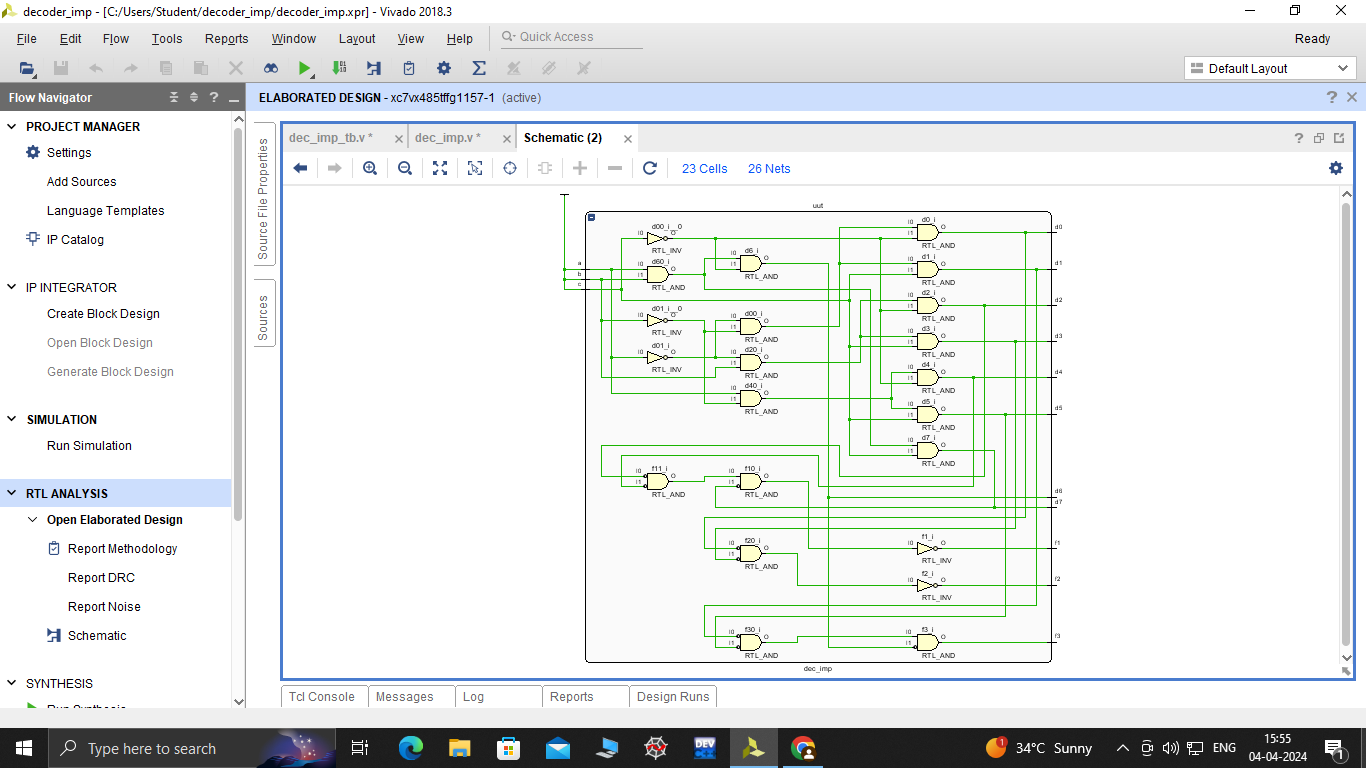 decoder_imp - [C:/Users/Student/decoder_imp/decoder_imp.xpr] - Vivado 2018.3
File Edit Flow Tools Reports Window Layout View Help Quick Access Ready
Default Layout
Flow Navigator
ELABORATED DESIGN - xc7vx485tffg1157-1 (active)
PROJECT MANAGER
Settings
Add Sources
Language Templates
IP Catalog
IP INTEGRATOR
Create Block Design
Open Block Design
Generate Block Design
SIMULATION
Run Simulation
RTL ANALYSIS
Open Elaborated Design
Report Methodology
Report DRC
Report Noise
Schematic
SYNTHESIS
Run Synthesis
Source File Properties
Sources
dec_imp_tb.v * dec_imp.v * Schematic (2)
23 Cells 26 Nets
uut
a
b
c
d00_i__0
I0 O
RTL_INV
d60_i
I0 O
I1
RTL_AND
d01_i__0
I0 O
RTL_INV
d01_i
I0 O
RTL_INV
d6_i
I0 O
I1
RTL_AND
d00_i
I0 O
I1
RTL_AND
d20_i
I0 O
I1
RTL_AND
d40_i
I0 O
I1
RTL_AND
d0_i
I0 O
I1
RTL_AND
d1_i
I0 O
I1
RTL_AND
d2_i
I0 O
I1
RTL_AND
d3_i
I0 O
I1
RTL_AND
d4_i
I0 O
I1
RTL_AND
d5_i
I0 O
I1
RTL_AND
d7_i
I0 O
I1
RTL_AND
f11_i
I0 O
I1
RTL_AND
f10_i
I0 O
I1
RTL_AND
f20_i
I0 O
I1
RTL_AND
f1_i
I0 O
RTL_INV
f2_i
I0 O
RTL_INV
f30_i
I0 O
I1
RTL_AND
f3_i
I0 O
I1
RTL_AND
d0
d1
d2
d3
d4
d5
d6
d7
f1
f2
f3
dec_imp
Tcl Console Messages Log Reports Design Runs
Type here to search
DEV
1
34°C Sunny
ENG
15:55
04-04-2024
1